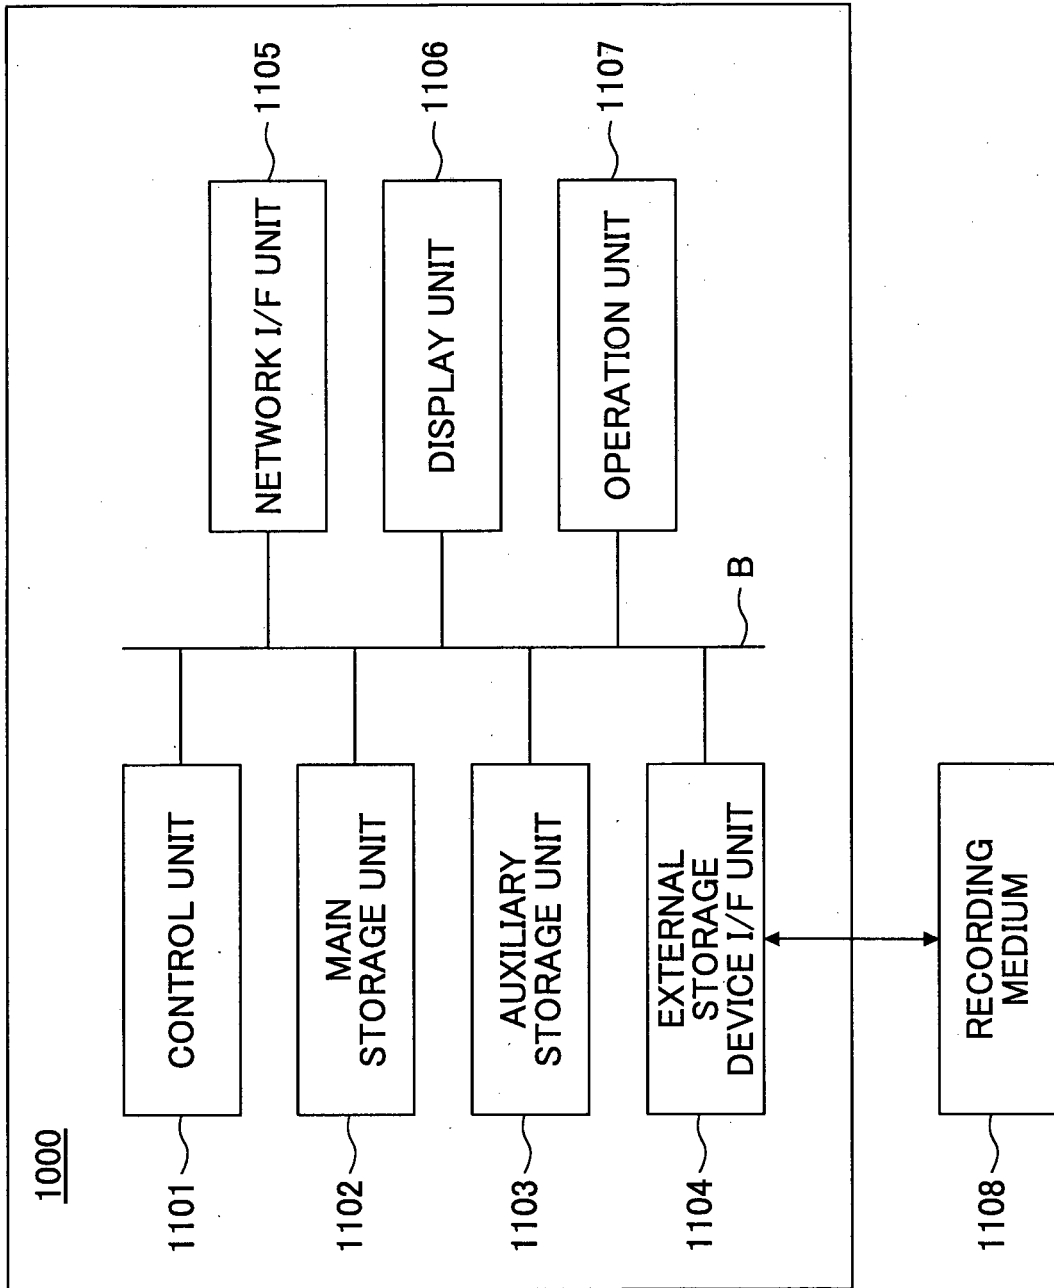 1000
1101
CONTROL UNIT
1102
MAIN
STORAGE UNIT
1103
AUXILIARY
STORAGE UNIT
1104
EXTERNAL
STORAGE
DEVICE I/F UNIT
NETWORK I/F UNIT
1105
DISPLAY UNIT
1106
OPERATION UNIT
1107
B
1108
RECORDING
MEDIUM